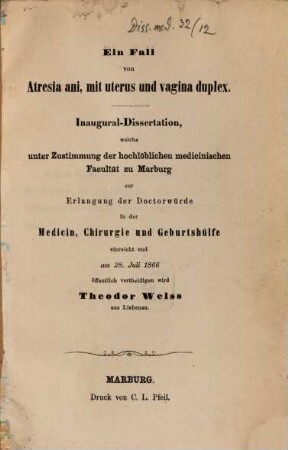 Diss. med. 32/12
Ein Fall
von
Atresia ani, mit uterus und vagina duplex.
Inaugural-Dissertation,
welche
unter Zustimmung der hochlöblichen medicinischen
Facultät zu Marburg
zur
Erlangung der Doctorwürde
in der
Medicin, Chirurgie und Geburtshülfe
einreicht und
am 28. Juli 1866
öffentlich vertheidigen wird
Theodor Weiss
aus Liebenau.
MARBURG.
Druck von C. L. Pfeil.